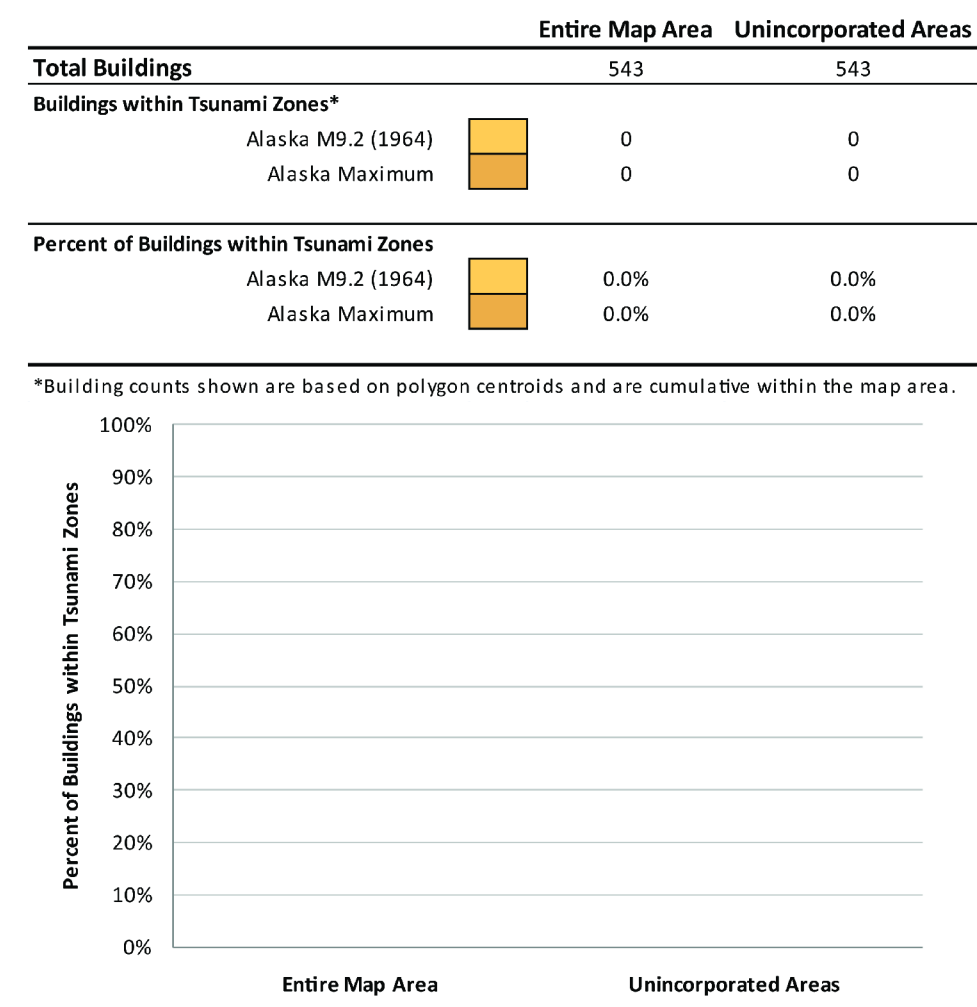 Entire Map Area Unincorporated Areas
Total Buildings 543 543
Buildings within Tsunami Zones*
Alaska M9.2 (1964) 0 0
Alaska Maximum 0 0
Percent of Buildings within Tsunami Zones
Alaska M9.2 (1964) 0.0% 0.0%
Alaska Maximum 0.0% 0.0%
*Building counts shown are based on polygon centroids and are cumulative within the map area.
Percent of Buildings within Tsunami Zones
100%
90%
80%
70%
60%
50%
40%
30%
20%
10%
0%
Entire Map Area Unincorporated Areas